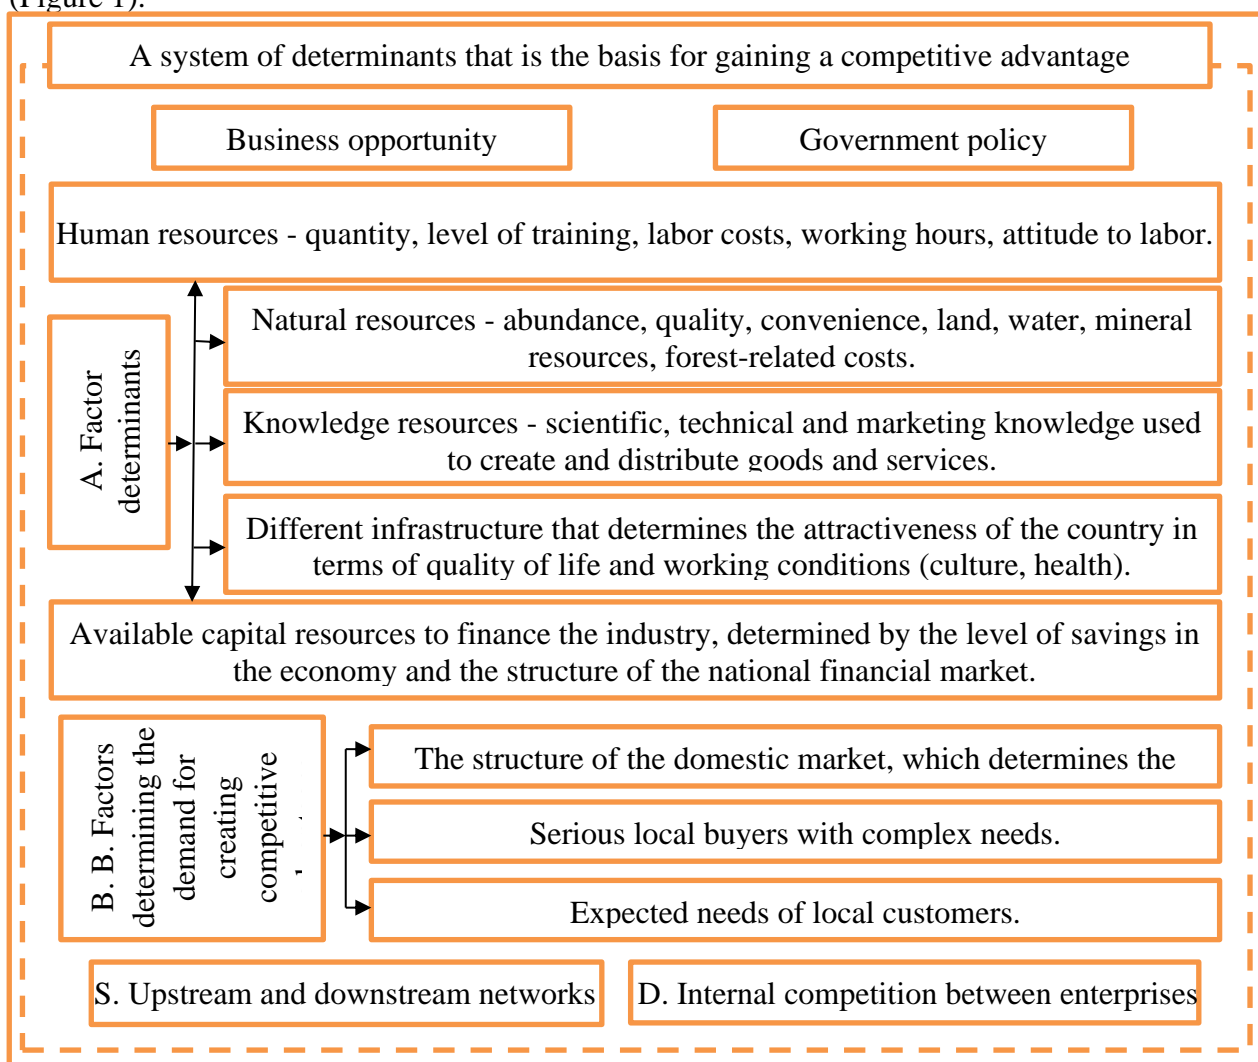 (Figure 1).
A system of determinants that is the basis for gaining a competitive advantage
Business opportunity
Government policy
Human resources - quantity, level of training, labor costs, working hours, attitude to labor.
A. Factor
determinants
Natural resources - abundance, quality, convenience, land, water, mineral
resources, forest-related costs.
Knowledge resources - scientific, technical and marketing knowledge used
to create and distribute goods and services.
Different infrastructure that determines the attractiveness of the country in
terms of quality of life and working conditions (culture, health).
Available capital resources to finance the industry, determined by the level of savings in
the economy and the structure of the national financial market.
B. B. Factors
determining the
demand for
creating
competitive
The structure of the domestic market, which determines the
Serious local buyers with complex needs.
Expected needs of local customers.
S. Upstream and downstream networks
D. Internal competition between enterprises